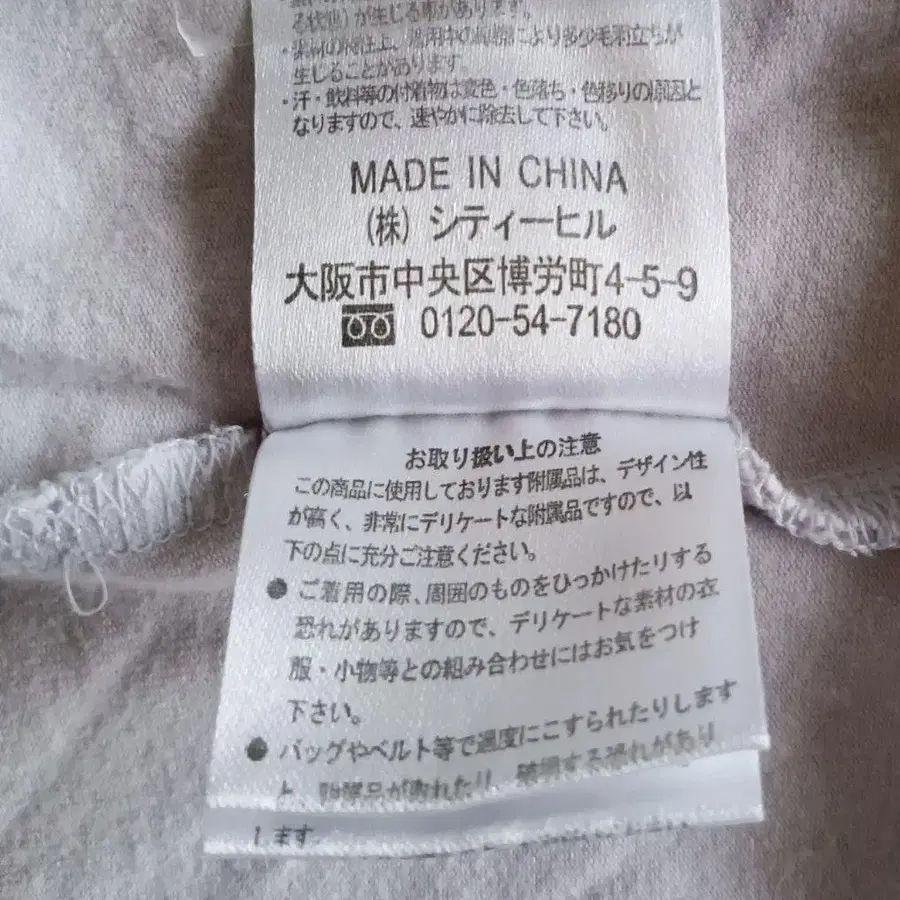 る状態)が生じる事があります。
・素材の特性上、着用中の摩擦により多少毛羽立ちが
生じることがあります。
・汗・飲料等の付着物は変色・色落ち・色移りの原因と
なりますので、速やかに除去して下さい。
MADE IN CHINA
(株) シティーヒル
大阪市中央区博労町4-5-9
0120-54-7180
お取り扱い上の注意
この商品に使用しております附属品は、デザイン性
が高く、非常にデリケートな附属品ですので、以
下の点に充分ご注意ください。
● ご着用の際、周囲のものをひっかけたりする
恐れがありますので、デリケートな素材の衣
服・小物等との組み合わせにはお気をつけ
下さい。
● バッグやベルト等で過度にこすられたりします
と、附属品が取れたり、破損する恐れがあり
します